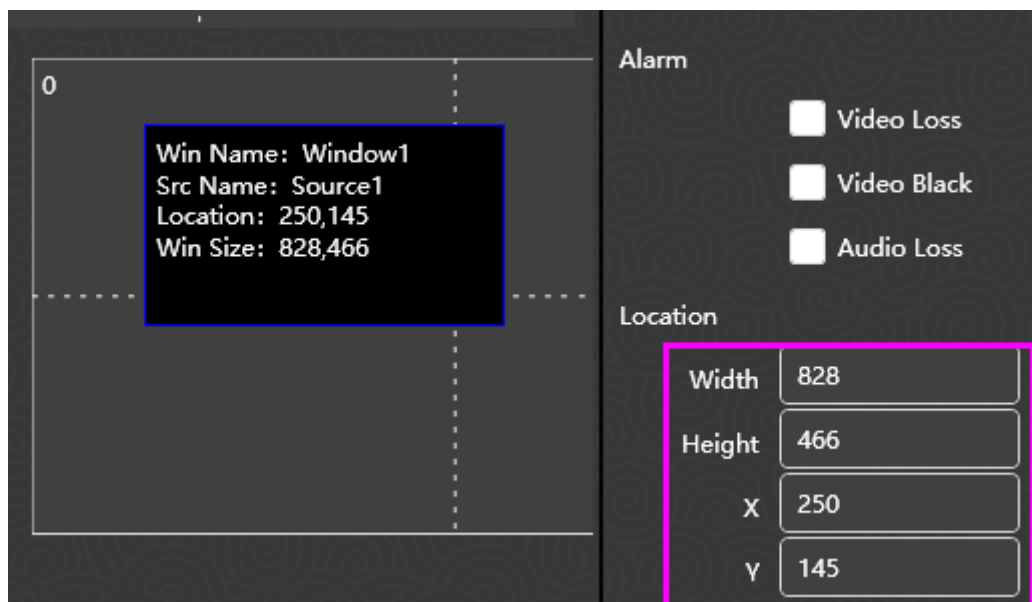 0
Win Name: Window1
Src Name: Source1
Location: 250,145
Win Size: 828,466
Alarm
Video Loss
Video Black
Audio Loss
Location
Width 828
Height 466
X 250
Y 145